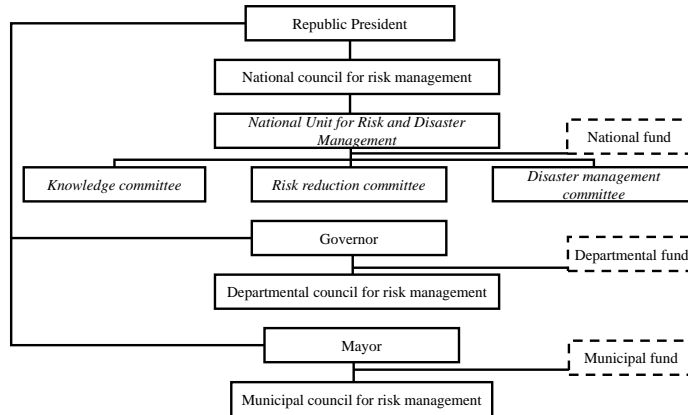 Republic President
National council for risk management
National Unit for Risk and Disaster
Management
National fund
Knowledge committee
Risk reduction committee
Disaster management
committee
Governor
Departmental fund
Departmental council for risk management
Mayor
Municipal fund
Municipal council for risk management